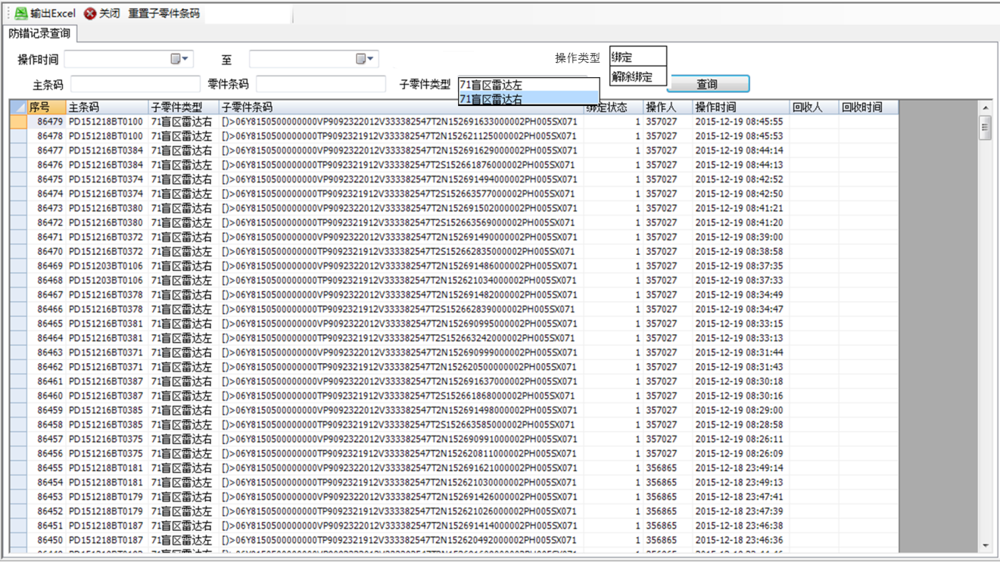 输出Excel 关闭 重置子零件条码
防错记录查询
操作时间 至 操作类型 绑定
解除绑定
主条码 零件条码 子零件类型 71盲区雷达左 查询
71盲区雷达右
序号 主条码 子零件类型 子零件条码 绑定状态 操作人 操作时间 回收人 回收时间
86479 PD151218BT0100 71盲区雷达右 [)>06Y8150500000000VP9092322012V333382547T2N152691633000002PH005SX071 1 357027 2015-12-19 08:45:55
86478 PD151218BT0100 71盲区雷达左 [)>06Y8150500000000TP9092321912V333382547T2N152621125000002PH005SX071 1 357027 2015-12-19 08:45:53
86477 PD151216BT0384 71盲区雷达右 [)>06Y8150500000000VP9092322012V333382547T2N152691629000002PH005SX071 1 357027 2015-12-19 08:44:14
86476 PD151216BT0384 71盲区雷达左 [)>06Y8150500000000TP9092321912V333382547T2S152661876000002PH005SX071 1 357027 2015-12-19 08:44:13
86475 PD151216BT0374 71盲区雷达右 [)>06Y8150500000000VP9092322012V333382547T2N152691494000002PH005SX071 1 357027 2015-12-19 08:42:52
86474 PD151216BT0374 71盲区雷达左 [)>06Y8150500000000TP9092321912V333382547T2S152663577000002PH005SX071 1 357027 2015-12-19 08:42:50
86473 PD151216BT0380 71盲区雷达右 [)>06Y8150500000000VP9092322012V333382547T2N152691502000002PH005SX071 1 357027 2015-12-19 08:41:21
86472 PD151216BT0380 71盲区雷达左 [)>06Y8150500000000TP9092321912V333382547T2S152663569000002PH005SX071 1 357027 2015-12-19 08:41:20
86471 PD151216BT0372 71盲区雷达右 [)>06Y8150500000000VP9092322012V333382547T2N152691490000002PH005SX071 1 357027 2015-12-19 08:39:00
86470 PD151216BT0372 71盲区雷达左 [)>06Y8150500000000TP9092321912V333382547T2S152662835000002PH005SX071 1 357027 2015-12-19 08:38:58
86469 PD151203BT0106 71盲区雷达右 [)>06Y8150500000000VP9092322012V333382547T2N152691486000002PH005SX071 1 357027 2015-12-19 08:37:35
86468 PD151203BT0106 71盲区雷达左 [)>06Y8150500000000TP9092321912V333382547T2N152621034000002PH005SX071 1 357027 2015-12-19 08:37:33
86467 PD151216BT0378 71盲区雷达右 [)>06Y8150500000000VP9092322012V333382547T2N152691482000002PH005SX071 1 357027 2015-12-19 08:34:49
86466 PD151216BT0378 71盲区雷达左 [)>06Y8150500000000TP9092321912V333382547T2S152662839000002PH005SX071 1 357027 2015-12-19 08:34:47
86465 PD151216BT0381 71盲区雷达右 [)>06Y8150500000000VP9092322012V333382547T2N152690995000002PH005SX071 1 357027 2015-12-19 08:33:15
86464 PD151216BT0381 71盲区雷达左 [)>06Y8150500000000TP9092321912V333382547T2S152663242000002PH005SX071 1 357027 2015-12-19 08:33:13
86463 PD151216BT0371 71盲区雷达右 [)>06Y8150500000000VP9092322012V333382547T2N152690999000002PH005SX071 1 357027 2015-12-19 08:31:44
86462 PD151216BT0371 71盲区雷达左 [)>06Y8150500000000TP9092321912V333382547T2N152620500000002PH005SX071 1 357027 2015-12-19 08:31:43
86461 PD151216BT0387 71盲区雷达右 [)>06Y8150500000000VP9092322012V333382547T2N152691637000002PH005SX071 1 357027 2015-12-19 08:30:18
86460 PD151216BT0387 71盲区雷达左 [)>06Y8150500000000TP9092321912V333382547T2S152661868000002PH005SX071 1 357027 2015-12-19 08:30:16
86459 PD151216BT0385 71盲区雷达右 [)>06Y8150500000000VP9092322012V333382547T2N152691498000002PH005SX071 1 357027 2015-12-19 08:29:00
86458 PD151216BT0385 71盲区雷达左 [)>06Y8150500000000TP9092321912V333382547T2S152663585000002PH005SX071 1 357027 2015-12-19 08:28:58
86457 PD151216BT0375 71盲区雷达右 [)>06Y8150500000000VP9092322012V333382547T2N152690991000002PH005SX071 1 357027 2015-12-19 08:26:11
86456 PD151216BT0375 71盲区雷达左 [)>06Y8150500000000TP9092321912V333382547T2N152620811000002PH005SX071 1 357027 2015-12-19 08:26:09
86455 PD151218BT0181 71盲区雷达右 [)>06Y8150500000000VP9092322012V333382547T2N152691621000002PH005SX071 1 356865 2015-12-18 23:49:14
86454 PD151218BT0181 71盲区雷达左 [)>06Y8150500000000TP9092321912V333382547T2N152621030000002PH005SX071 1 356865 2015-12-18 23:49:13
86453 PD151218BT0179 71盲区雷达右 [)>06Y8150500000000VP9092322012V333382547T2N152691426000002PH005SX071 1 356865 2015-12-18 23:47:41
86452 PD151218BT0179 71盲区雷达左 [)>06Y8150500000000TP9092321912V333382547T2N152621026000002PH005SX071 1 356865 2015-12-18 23:47:39
86451 PD151218BT0187 71盲区雷达右 [)>06Y8150500000000VP9092322012V333382547T2N152691414000002PH005SX071 1 356865 2015-12-18 23:46:38
86450 PD151218BT0187 71盲区雷达左 [)>06Y8150500000000TP9092321912V333382547T2N152620492000002PH005SX071 1 356865 2015-12-18 23:46:36